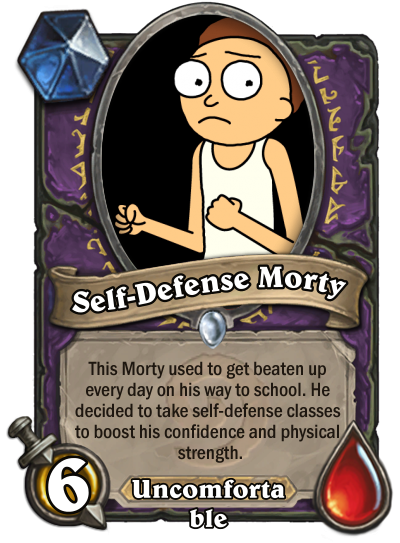 Self-Defense Morty
This Morty used to get beaten up
every day on his way to school. He
decided to take self-defense classes
to boost his confidence and physical
strength.
6
Uncomforta
ble